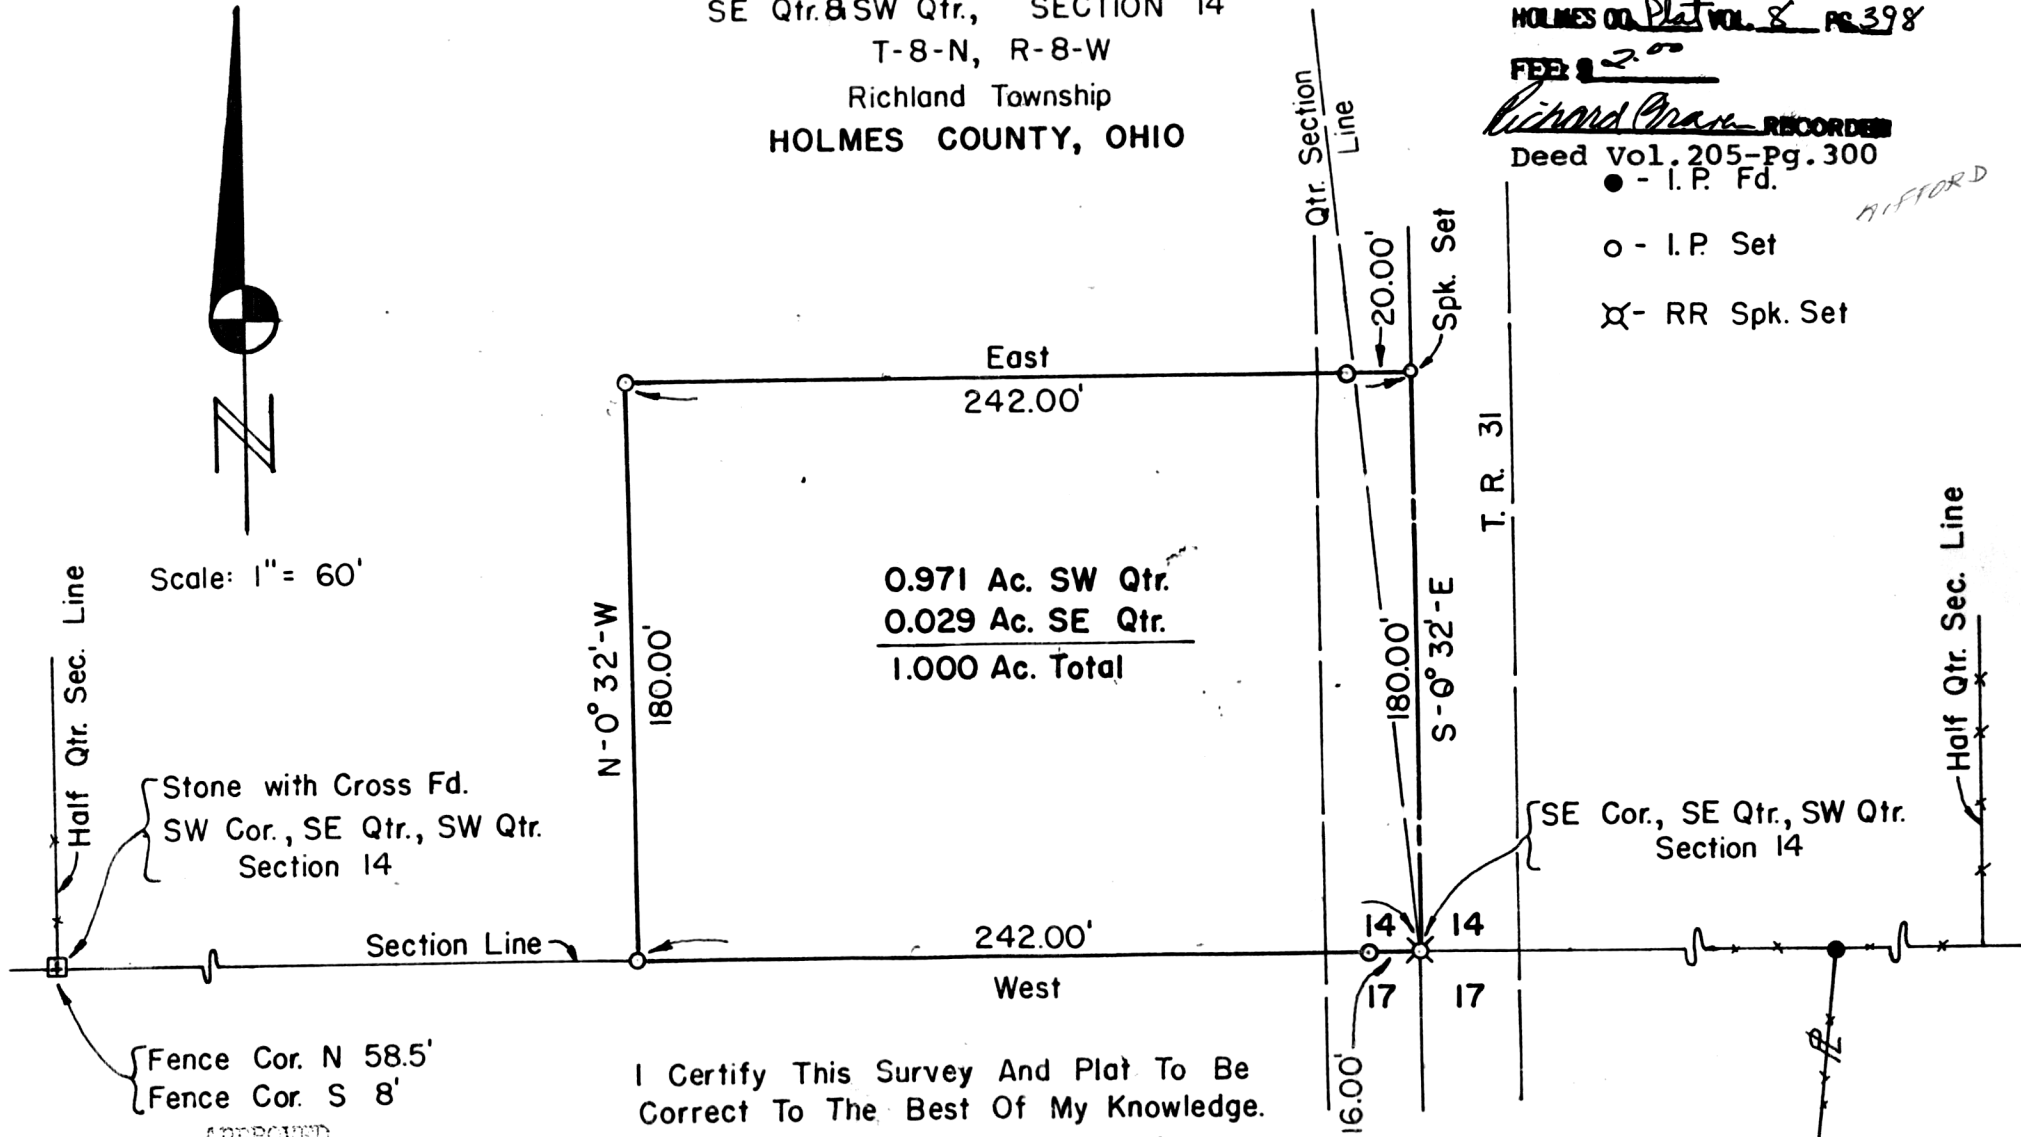 SE Qtr. & SW Qtr., SECTION 14
T-8-N, R-8-W
Richland Township
HOLMES COUNTY, OHIO
HOLMES CO. Plat VOL. 8 PG. 398
FEE: $ 2.00
Richard Graven RECORDER
Deed Vol.205-Pg.300
● - I.P. Fd.
○ - I.P. Set
¤ - RR Spk. Set
Qtr. Section
Line
20.00'
Spk. Set
East
242.00'
T. R. 31
Scale: 1" = 60'
N
0.971 Ac. SW Qtr.
0.029 Ac. SE Qtr.
1.000 Ac. Total
N-0° 32'-W
180.00'
180.00'
S-0° 32'-E
Half Qtr. Sec. Line
Half Qtr. Sec. Line
Stone with Cross Fd.
SW Cor., SE Qtr., SW Qtr.
Section 14
SE Cor., SE Qtr., SW Qtr.
Section 14
Section Line
242.00'
West
14
14
17
17
16.00'
Fence Cor. N 58.5'
Fence Cor. S 8'
I Certify This Survey And Plat To Be
Correct To The Best Of My Knowledge.
APPROVED